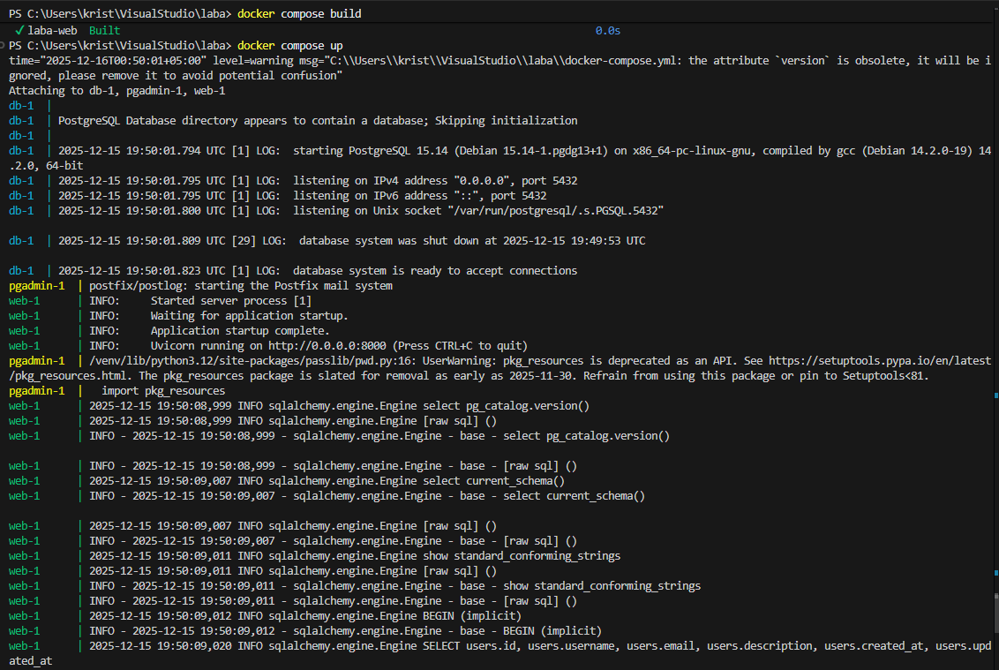 PS C:\Users\krist\VisualStudio\laba> docker compose build
✓ laba-web  Built                                                                 0.0s
PS C:\Users\krist\VisualStudio\laba> docker compose up
time="2025-12-16T00:50:01+05:00" level=warning msg="C:\\Users\\krist\\VisualStudio\\laba\\docker-compose.yml: the attribute `version` is obsolete, it will be i
gnored, please remove it to avoid potential confusion"
Attaching to db-1, pgadmin-1, web-1
db-1  |
db-1  | PostgreSQL Database directory appears to contain a database; Skipping initialization
db-1  |
db-1  | 2025-12-15 19:50:01.794 UTC [1] LOG:  starting PostgreSQL 15.14 (Debian 15.14-1.pgdg13+1) on x86_64-pc-linux-gnu, compiled by gcc (Debian 14.2.0-19) 14
.2.0, 64-bit
db-1  | 2025-12-15 19:50:01.795 UTC [1] LOG:  listening on IPv4 address "0.0.0.0", port 5432
db-1  | 2025-12-15 19:50:01.795 UTC [1] LOG:  listening on IPv6 address "::", port 5432
db-1  | 2025-12-15 19:50:01.800 UTC [1] LOG:  listening on Unix socket "/var/run/postgresql/.s.PGSQL.5432"
db-1  | 2025-12-15 19:50:01.809 UTC [29] LOG:  database system was shut down at 2025-12-15 19:49:53 UTC
db-1  | 2025-12-15 19:50:01.823 UTC [1] LOG:  database system is ready to accept connections
pgadmin-1  | postfix/postlog: starting the Postfix mail system
web-1      | INFO:     Started server process [1]
web-1      | INFO:     Waiting for application startup.
web-1      | INFO:     Application startup complete.
web-1      | INFO:     Uvicorn running on http://0.0.0.0:8000 (Press CTRL+C to quit)
pgadmin-1  | /venv/lib/python3.12/site-packages/passlib/pwd.py:16: UserWarning: pkg_resources is deprecated as an API. See https://setuptools.pypa.io/en/latest
/pkg_resources.html. The pkg_resources package is slated for removal as early as 2025-11-30. Refrain from using this package or pin to Setuptools<81.
pgadmin-1  |   import pkg_resources
web-1      | 2025-12-15 19:50:08,999 INFO sqlalchemy.engine.Engine select pg_catalog.version()
web-1      | 2025-12-15 19:50:08,999 INFO sqlalchemy.engine.Engine [raw sql] ()
web-1      | INFO - 2025-12-15 19:50:08,999 - sqlalchemy.engine.Engine - base - select pg_catalog.version()
web-1      | INFO - 2025-12-15 19:50:08,999 - sqlalchemy.engine.Engine - base - [raw sql] ()
web-1      | 2025-12-15 19:50:09,007 INFO sqlalchemy.engine.Engine select current_schema()
web-1      | INFO - 2025-12-15 19:50:09,007 - sqlalchemy.engine.Engine - base - select current_schema()
web-1      | 2025-12-15 19:50:09,007 INFO sqlalchemy.engine.Engine [raw sql] ()
web-1      | INFO - 2025-12-15 19:50:09,007 - sqlalchemy.engine.Engine - base - [raw sql] ()
web-1      | 2025-12-15 19:50:09,011 INFO sqlalchemy.engine.Engine show standard_conforming_strings
web-1      | 2025-12-15 19:50:09,011 INFO sqlalchemy.engine.Engine [raw sql] ()
web-1      | INFO - 2025-12-15 19:50:09,011 - sqlalchemy.engine.Engine - base - show standard_conforming_strings
web-1      | INFO - 2025-12-15 19:50:09,011 - sqlalchemy.engine.Engine - base - [raw sql] ()
web-1      | 2025-12-15 19:50:09,012 INFO sqlalchemy.engine.Engine BEGIN (implicit)
web-1      | INFO - 2025-12-15 19:50:09,012 - sqlalchemy.engine.Engine - base - BEGIN (implicit)
web-1      | 2025-12-15 19:50:09,020 INFO sqlalchemy.engine.Engine SELECT users.id, users.username, users.email, users.description, users.created_at, users.upd
ated_at